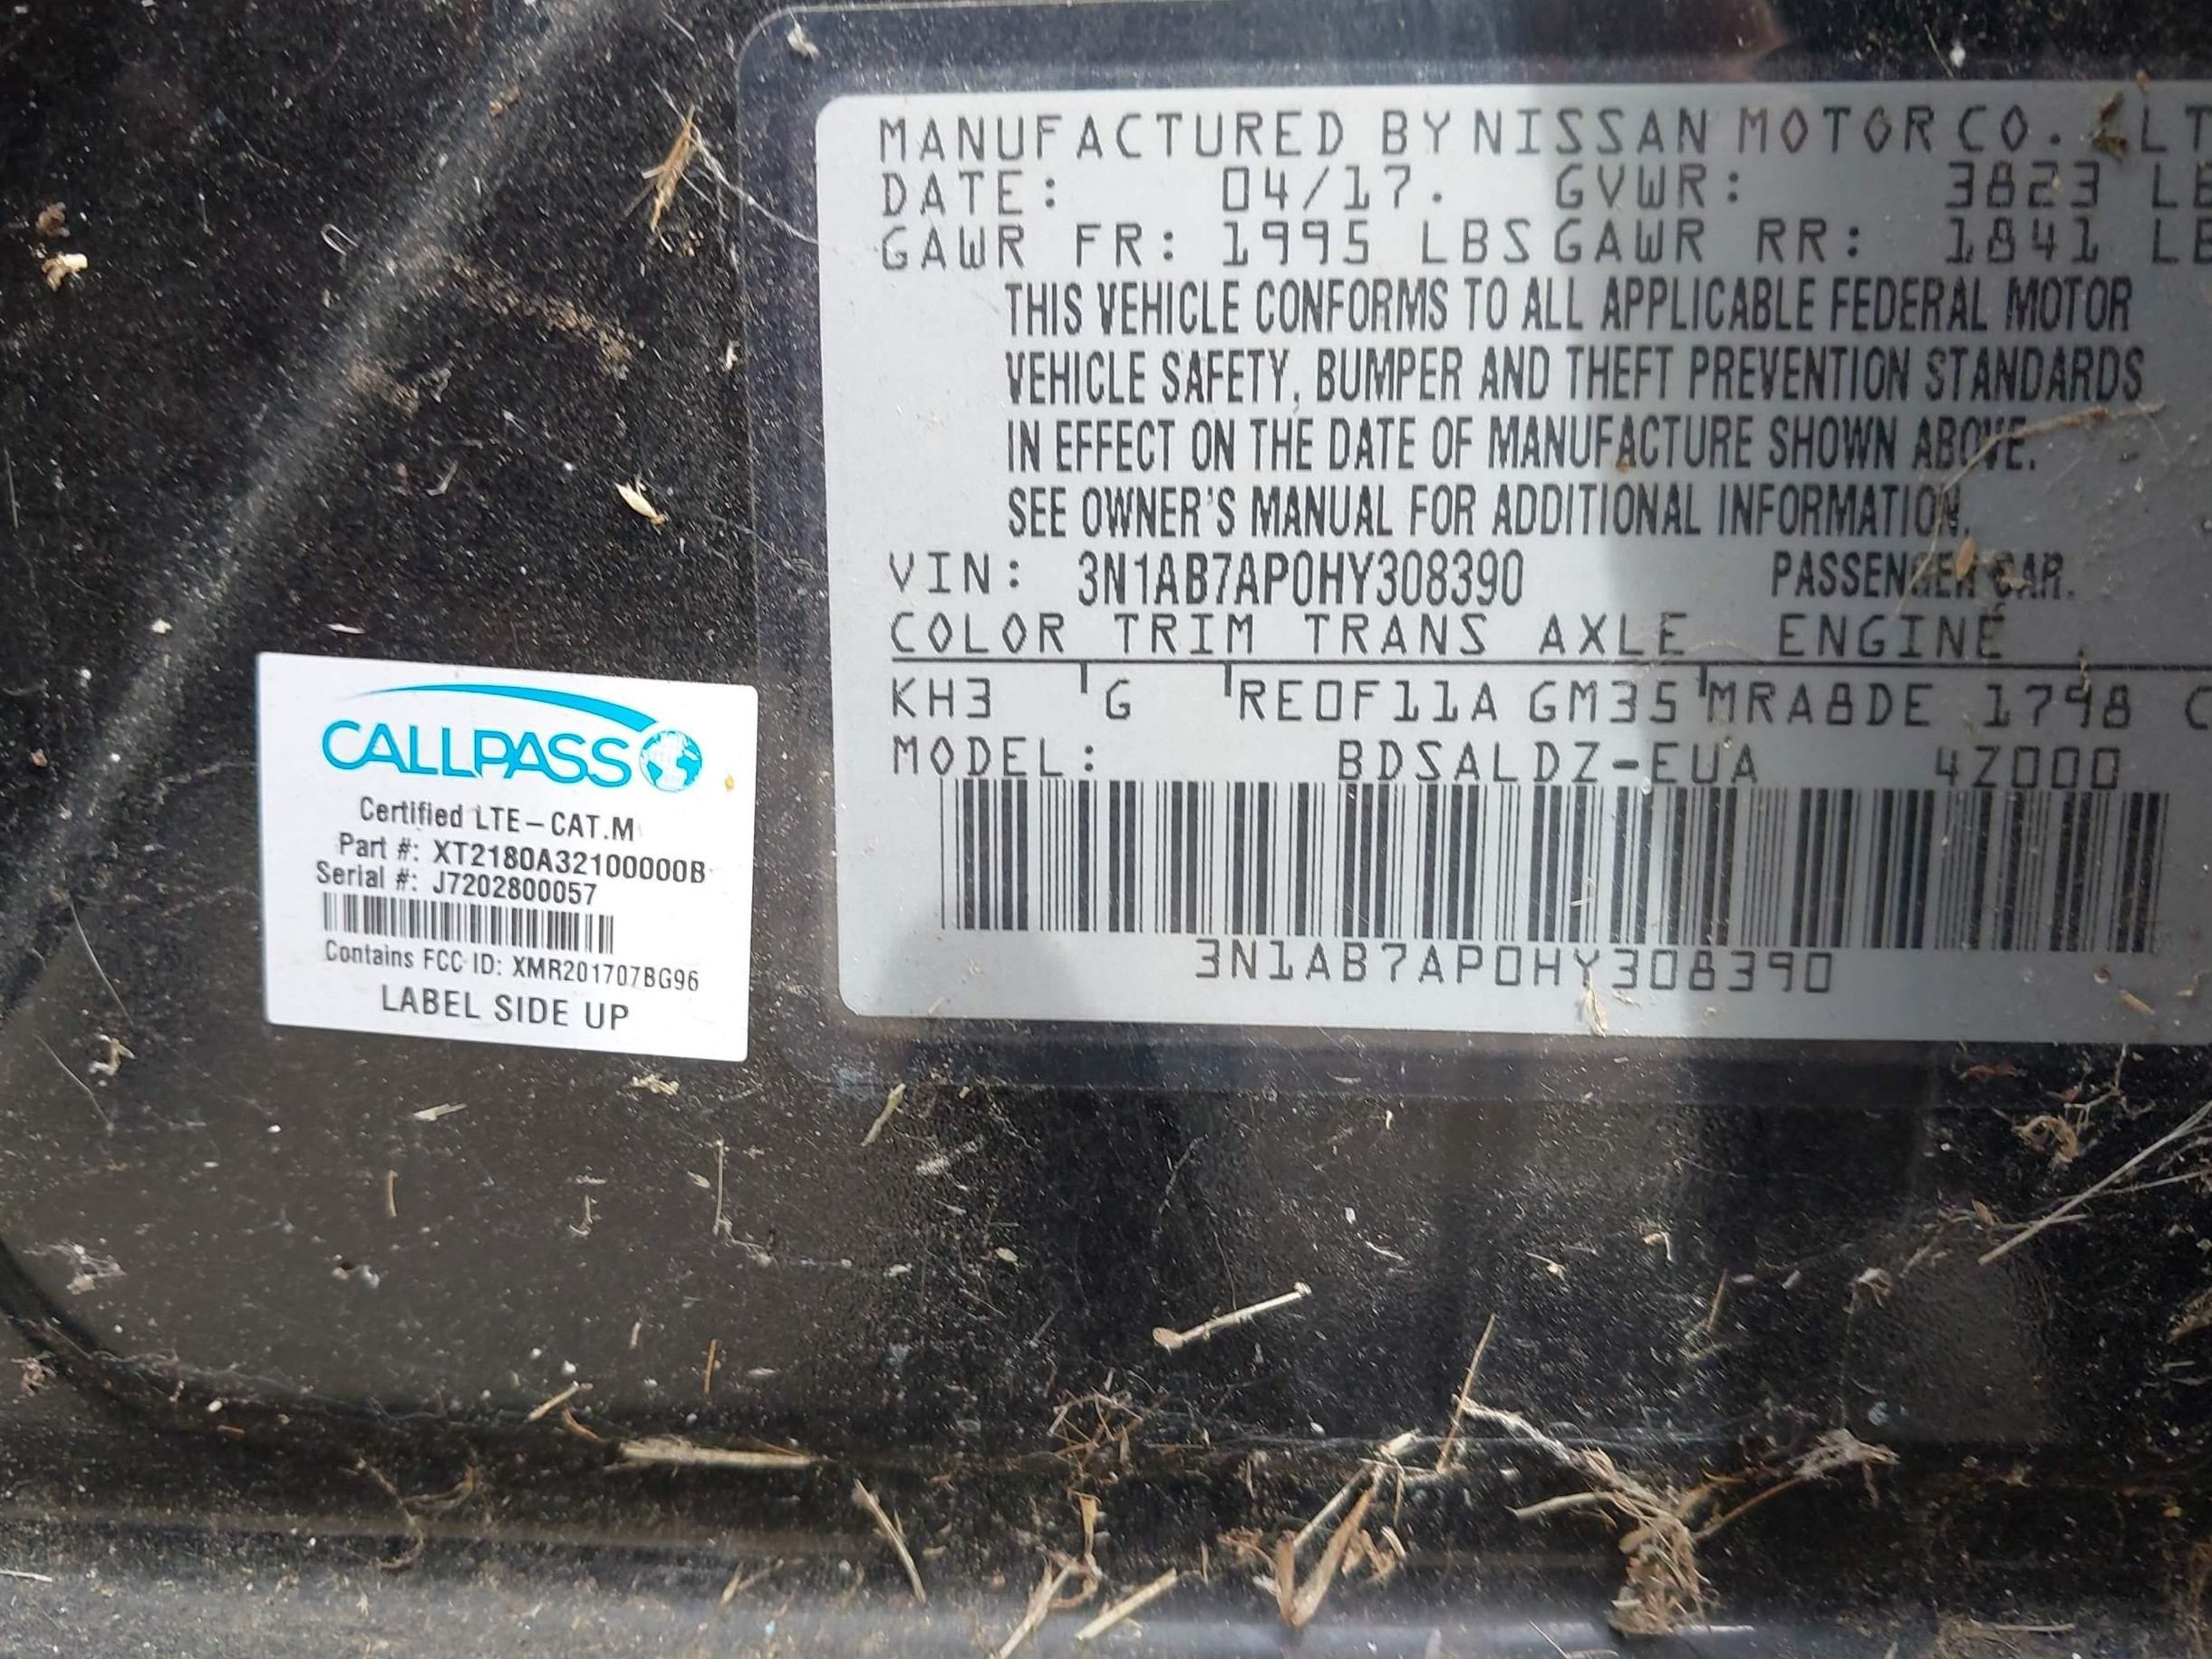 MANUFACTURED BY NISSAN MOTOR CO. LT
DATE: 04/17. GVWR: 3823 LB
GAWR FR: 1995 LBS GAWR RR: 1841 LB
THIS VEHICLE CONFORMS TO ALL APPLICABLE FEDERAL MOTOR
VEHICLE SAFETY, BUMPER AND THEFT PREVENTION STANDARDS
IN EFFECT ON THE DATE OF MANUFACTURE SHOWN ABOVE.
SEE OWNER'S MANUAL FOR ADDITIONAL INFORMATION.
VIN: 3N1AB7AP0HY308390 PASSENGER CAR.
COLOR TRIM TRANS AXLE ENGINE
KH3 G RE0F11A GM35 MRA8DE 1798 C
MODEL: BDSALDZ-EUA 4Z000
3N1AB7AP0HY308390
CALLPASS
Certified LTE-CAT.M
Part #: XT2180A32100000B
Serial #: J7202800057
Contains FCC ID: XMR201707BG96
LABEL SIDE UP